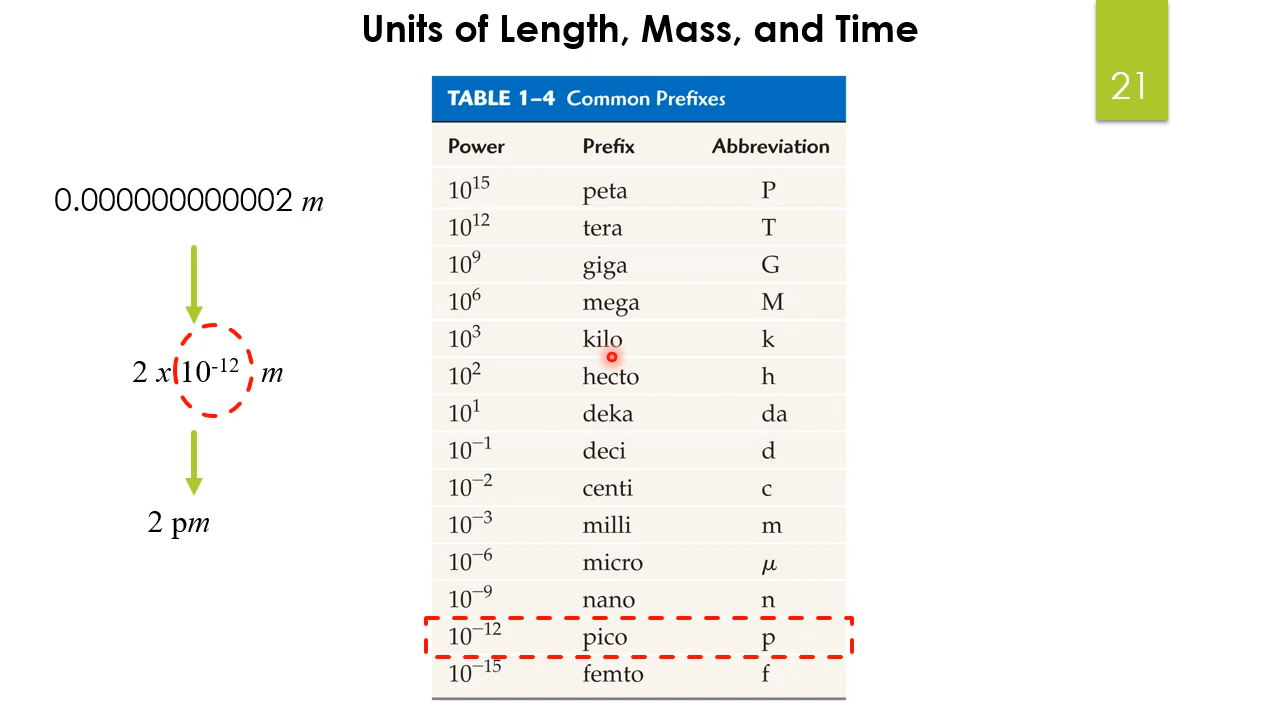 Units of Length, Mass, and Time
21
0.000000000002 m
2 x 10⁻¹² m
2 pm
TABLE 1–4 Common Prefixes
Power Prefix Abbreviation
10¹⁵ peta P
10¹² tera T
10⁹ giga G
10⁶ mega M
10³ kilo k
10² hecto h
10¹ deka da
10⁻¹ deci d
10⁻² centi c
10⁻³ milli m
10⁻⁶ micro μ
10⁻⁹ nano n
10⁻¹² pico p
10⁻¹⁵ femto f